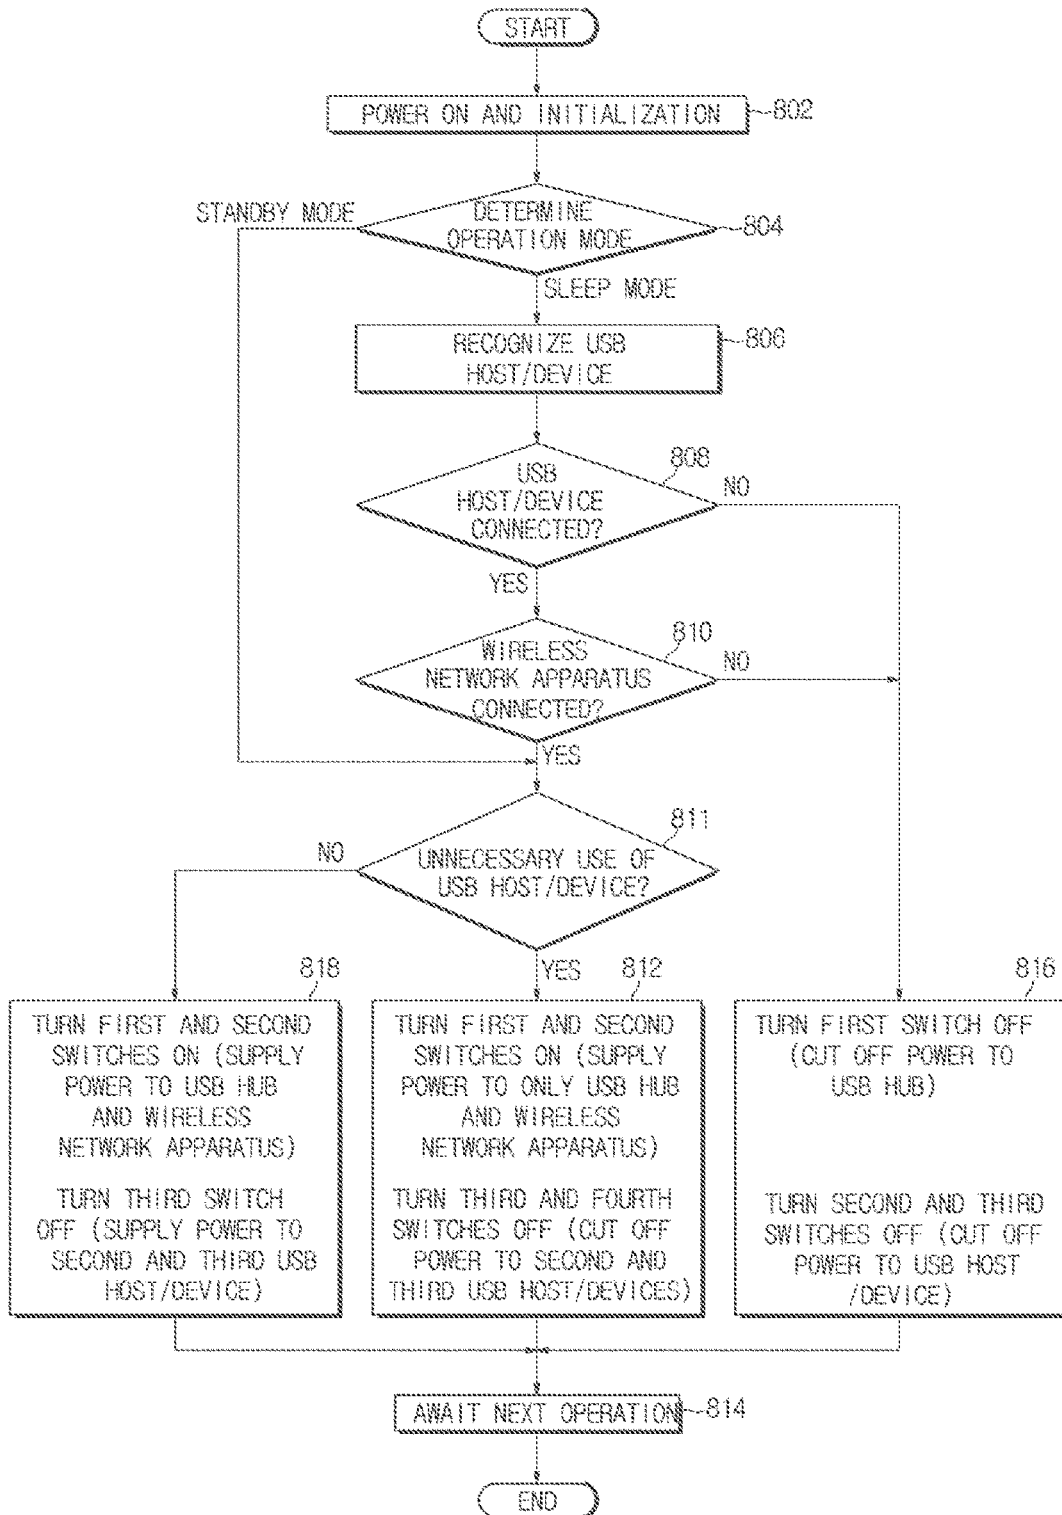 START
POWER ON AND INITIALIZATION
802
STANDBY MODE
DETERMINE
OPERATION MODE
804
SLEEP MODE
RECOGNIZE USB
HOST/DEVICE
806
USB
HOST/DEVICE
CONNECTED?
808
NO
YES
WIRELESS
NETWORK APPARATUS
CONNECTED?
810
NO
YES
UNNECESSARY USE OF
USB HOST/DEVICE?
811
NO
YES
818
TURN FIRST AND SECOND
SWITCHES ON (SUPPLY
POWER TO USB HUB
AND WIRELESS
NETWORK APPARATUS)
TURN THIRD SWITCH
OFF (SUPPLY POWER TO
SECOND AND THIRD USB
HOST/DEVICE)
812
TURN FIRST AND SECOND
SWITCHES ON (SUPPLY
POWER TO ONLY USB HUB
AND WIRELESS
NETWORK APPARATUS)
TURN THIRD AND FOURTH
SWITCHES OFF (CUT OFF
POWER TO SECOND AND
THIRD USB HOST/DEVICES)
816
TURN FIRST SWITCH OFF
(CUT OFF POWER TO
USB HUB)
TURN SECOND AND THIRD
SWITCHES OFF (CUT OFF
POWER TO USB HOST
/DEVICE)
AWAIT NEXT OPERATION
814
END